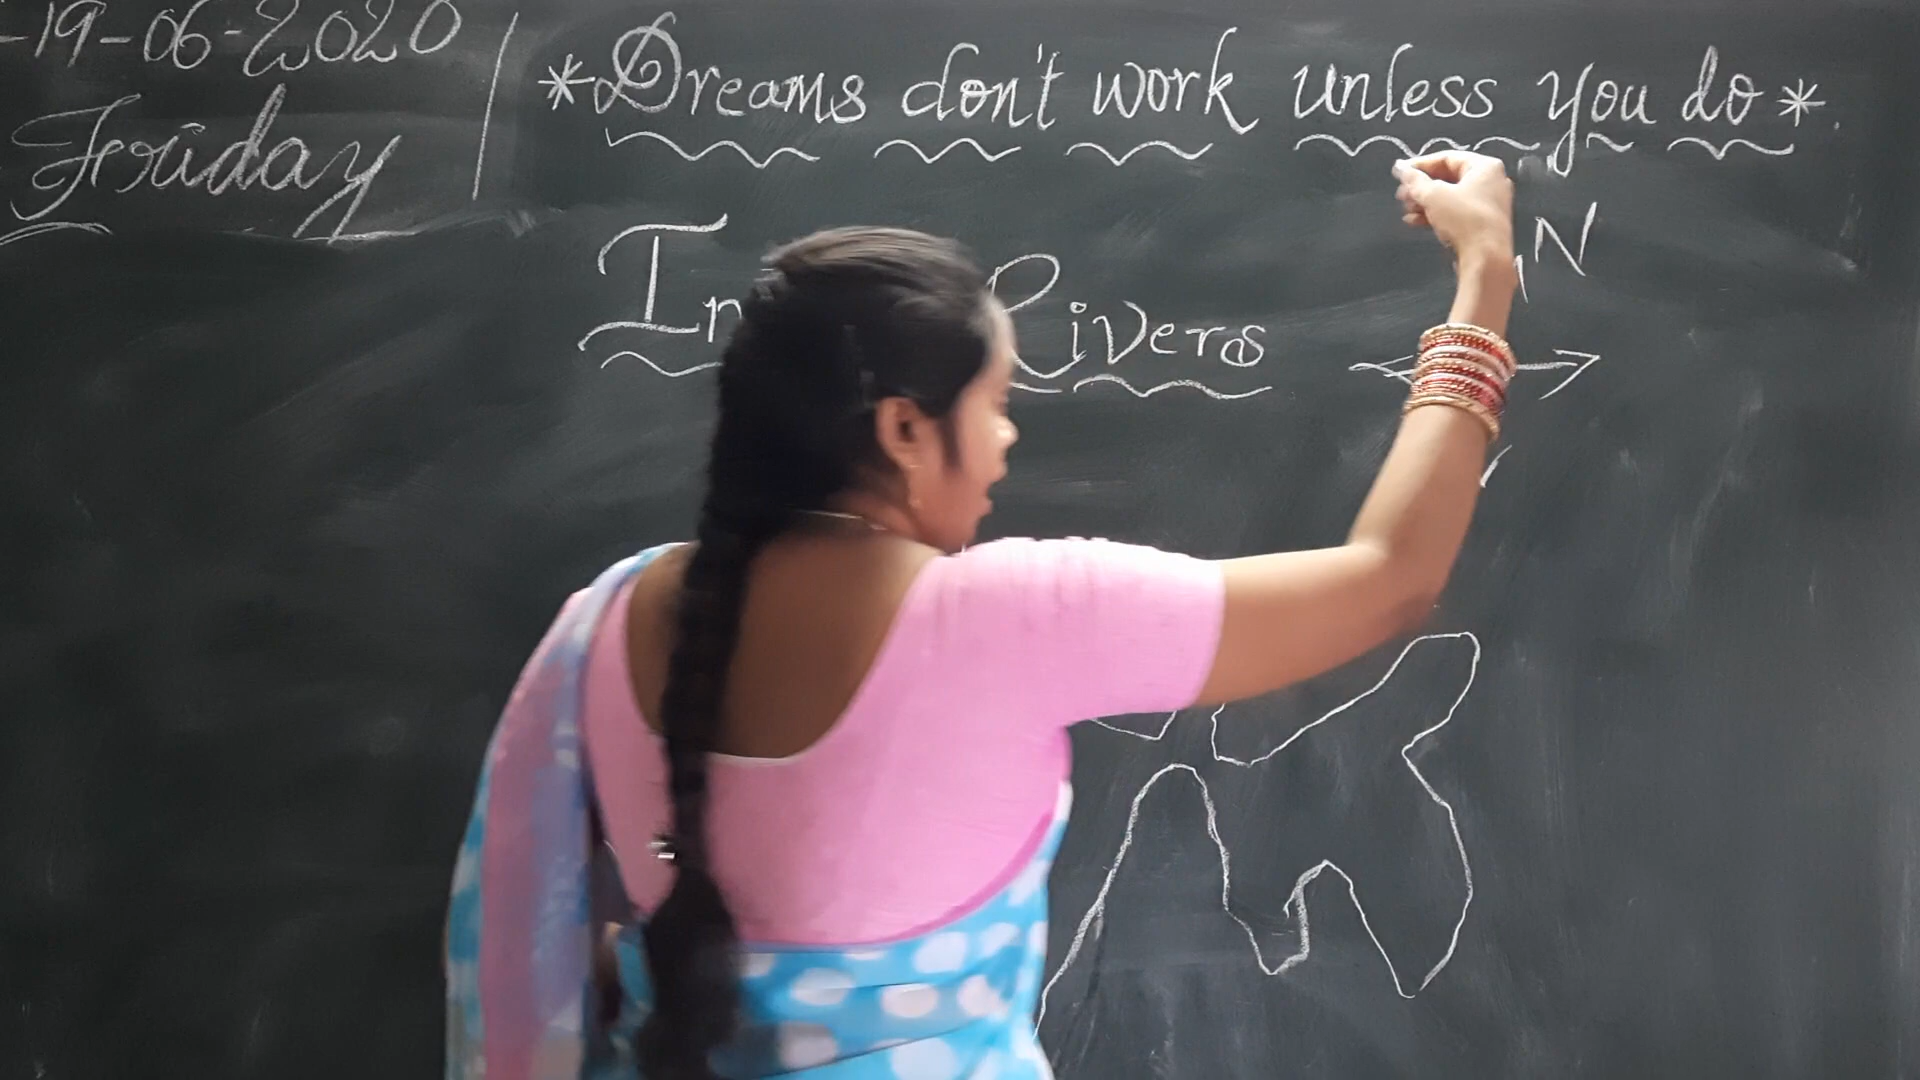 -19-06-2020
Friday
*Dreams don't work unless you do*.
Rivers
N